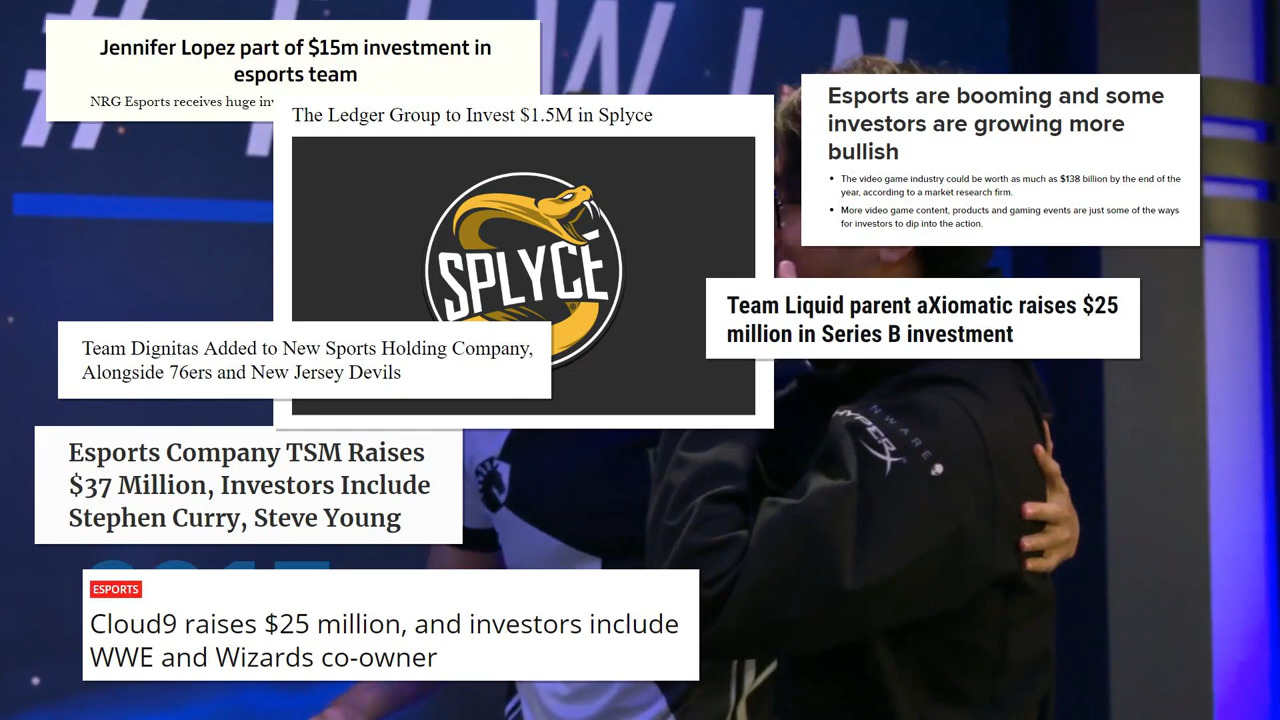 #TIWIN
Jennifer Lopez part of $15m investment in
esports team
NRG Esports receives huge
The Ledger Group to Invest $1.5M in Splyce
SPLYCE
Esports are booming and some
investors are growing more
bullish
• The video game industry could be worth as much as $138 billion by the end of the
year, according to a market research firm.
• More video game content, products and gaming events are just some of the ways
for investors to dip into the action.
Team Liquid parent aXiomatic raises $25
million in Series B investment
Team Dignitas Added to New Sports Holding Company,
Alongside 76ers and New Jersey Devils
Esports Company TSM Raises
$37 Million, Investors Include
Stephen Curry, Steve Young
HYPERX
ESPORTS
Cloud9 raises $25 million, and investors include
WWE and Wizards co-owner